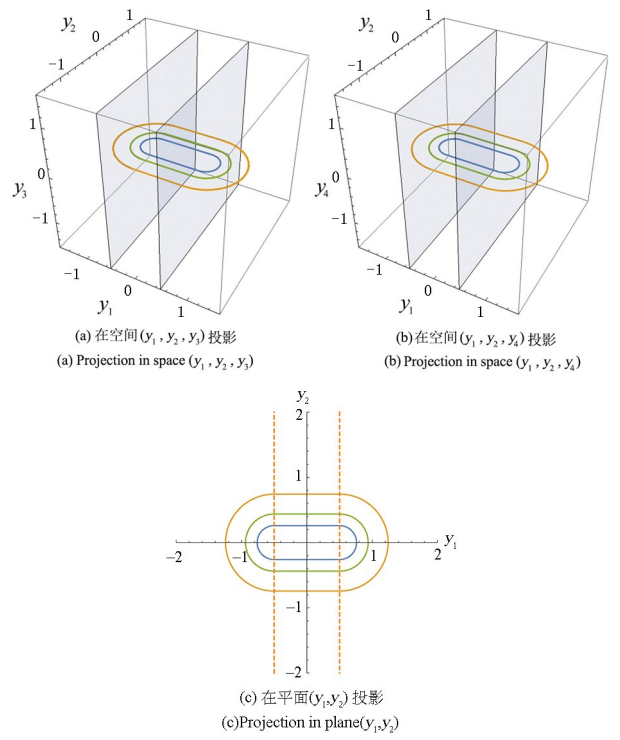 y₂ 1
0
−1
1
0
y₃
−1
−1
0
y₁
1
(a) 在空间(y₁ , y₂ , y₃) 投影
(a) Projection in space (y₁ , y₂ , y₃)
y₂ 1
0
−1
1
0
y₄
−1
−1
0
y₁
1
(b) 在空间(y₁ , y₂ , y₄) 投影
(b) Projection in space (y₁ , y₂ , y₄)
y₂
2
1
−2 −1 1 2 y₁
−1
−2
(c) 在平面(y₁,y₂) 投影
(c)Projection in plane(y₁,y₂)